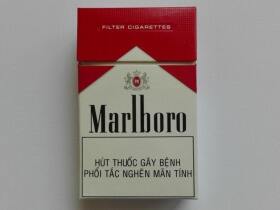 FILTER CIGARETTES
Marlboro
HÚT THUỐC GÂY BỆNH
PHỔI TẮC NGHẼN MÃN TÍNH